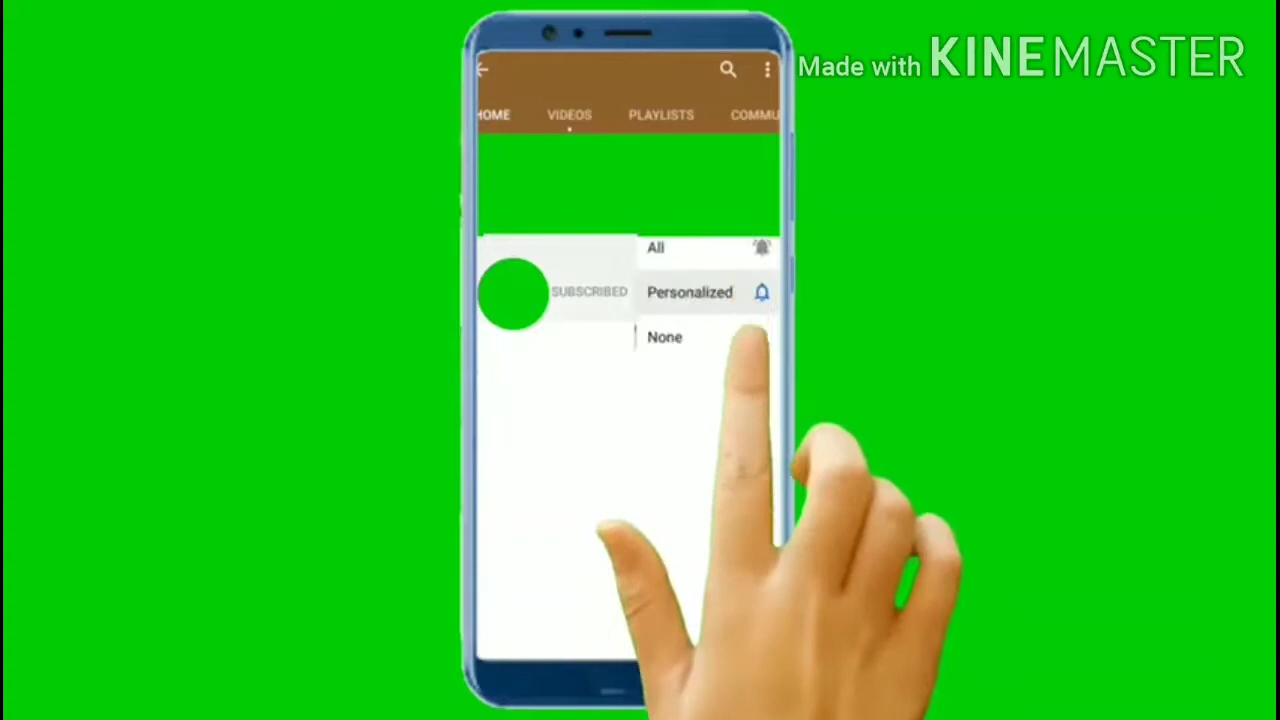 Made with KINEMASTER
HOME VIDEOS PLAYLISTS COMMU
All
SUBSCRIBED Personalized
None